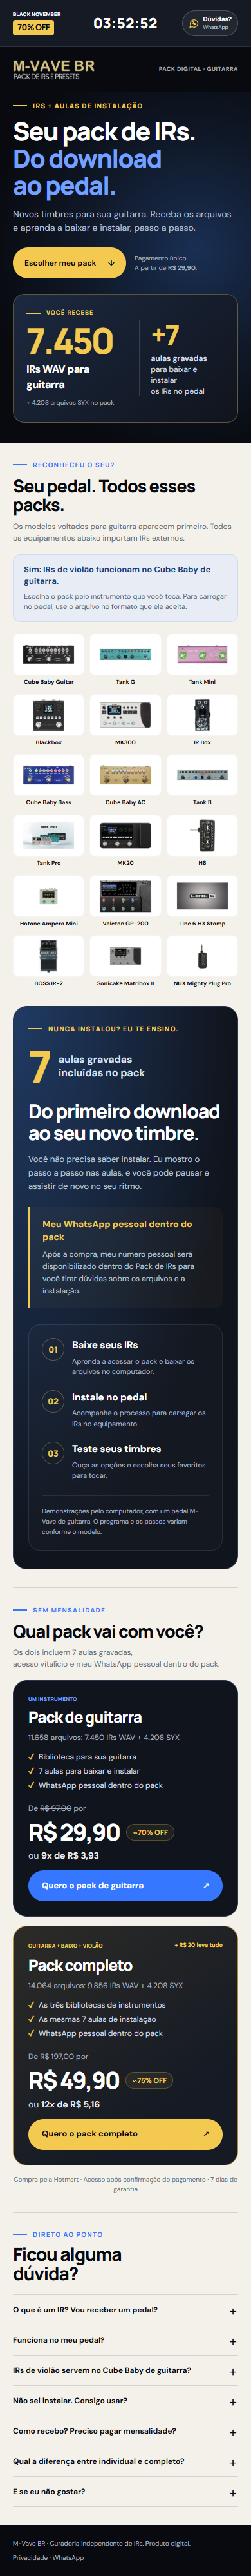 BLACK NOVEMBER
70% OFF
03:52:52
Dúvidas?
WhatsApp
M-VAVE BR
PACK DE IRS E PRESETS
PACK DIGITAL · GUITARRA
IRS + AULAS DE INSTALAÇÃO
Seu pack de IRs.
Do download
ao pedal.
Novos timbres para sua guitarra. Receba os arquivos
e aprenda a baixar e instalar, passo a passo.
Escolher meu pack ↓
Pagamento único.
A partir de R$ 29,90.
VOCÊ RECEBE
7.450
IRs WAV para
guitarra
+ 4.208 arquivos SYX no pack
+7
aulas gravadas
para baixar e
instalar
os IRs no pedal
RECONHECEU O SEU?
Seu pedal. Todos esses
packs.
Os modelos voltados para guitarra aparecem primeiro. Todos
os equipamentos abaixo importam IRs externos.
Sim: IRs de violão funcionam no Cube Baby de
guitarra.
Escolha o pack pelo instrumento que você toca. Para carregar
no pedal, use o arquivo no formato que ele aceita.
Cube Baby Guitar
Tank G
Tank Mini
Blackbox
MK300
IR Box
Cube Baby Bass
Cube Baby AC
Tank B
Tank Pro
MK20
H8
Hotone Ampero Mini
Valeton GP-200
Line 6 HX Stomp
BOSS IR-2
Sonicake Matribox II
NUX Mighty Plug Pro
NUNCA INSTALOU? EU TE ENSINO.
7
aulas gravadas
incluídas no pack
Do primeiro download
ao seu novo timbre.
Você não precisa saber instalar. Eu mostro o
passo a passo nas aulas, e você pode pausar e
assistir de novo no seu ritmo.
Meu WhatsApp pessoal dentro do
pack
Após a compra, meu número pessoal será
disponibilizado dentro do Pack de IRs para
você tirar dúvidas sobre os arquivos e a
instalação.
01
Baixe seus IRs
Aprenda a acessar o pack e baixar os
arquivos no computador.
02
Instale no pedal
Acompanhe o processo para carregar os
IRs no equipamento.
03
Teste seus timbres
Ouça as opções e escolha seus favoritos
para tocar.
Demonstrações pelo computador, com um pedal M-
Vave de guitarra. O programa e os passos variam
conforme o modelo.
SEM MENSALIDADE
Qual pack vai com você?
Os dois incluem 7 aulas gravadas,
acesso vitalício e meu WhatsApp pessoal dentro do pack.
UM INSTRUMENTO
Pack de guitarra
11.658 arquivos: 7.450 IRs WAV + 4.208 SYX
✓ Biblioteca para sua guitarra
✓ 7 aulas para baixar e instalar
✓ WhatsApp pessoal dentro do pack
De R$ 97,00 por
R$ 29,90 ≈70% OFF
ou 9x de R$ 3,93
Quero o pack de guitarra ↗
GUITARRA + BAIXO + VIOLÃO
+ R$ 20 leva tudo
Pack completo
14.064 arquivos: 9.856 IRs WAV + 4.208 SYX
✓ As três bibliotecas de instrumentos
✓ As mesmas 7 aulas de instalação
✓ WhatsApp pessoal dentro do pack
De R$ 197,00 por
R$ 49,90 ≈75% OFF
ou 12x de R$ 5,16
Quero o pack completo ↗
Compra pela Hotmart · Acesso após confirmação do pagamento · 7 dias de
garantia
DIRETO AO PONTO
Ficou alguma
dúvida?
O que é um IR? Vou receber um pedal? +
Funciona no meu pedal? +
IRs de violão servem no Cube Baby de guitarra? +
Não sei instalar. Consigo usar? +
Como recebo? Preciso pagar mensalidade? +
Qual a diferença entre individual e completo? +
E se eu não gostar? +
M-Vave BR · Curadoria independente de IRs. Produto digital.
Privacidade · WhatsApp